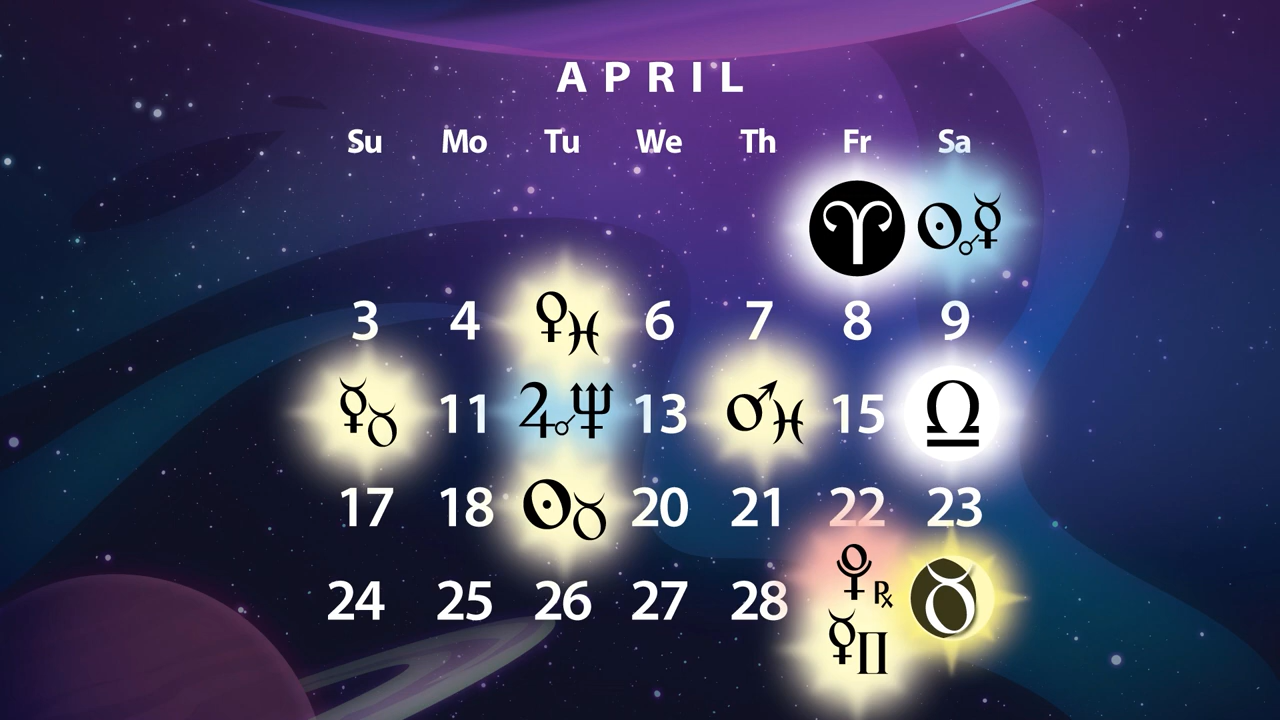 APRIL
Su Mo Tu We Th Fr Sa
♈ ☉☌☿
3 4 ♀♓ 6 7 8 9
☿♉ 11 ♃☌♆ 13 ♂♓ 15 ♎
17 18 ☉♉ 20 21 22 23
24 25 26 27 28 ♇℞ ♉
☿♊